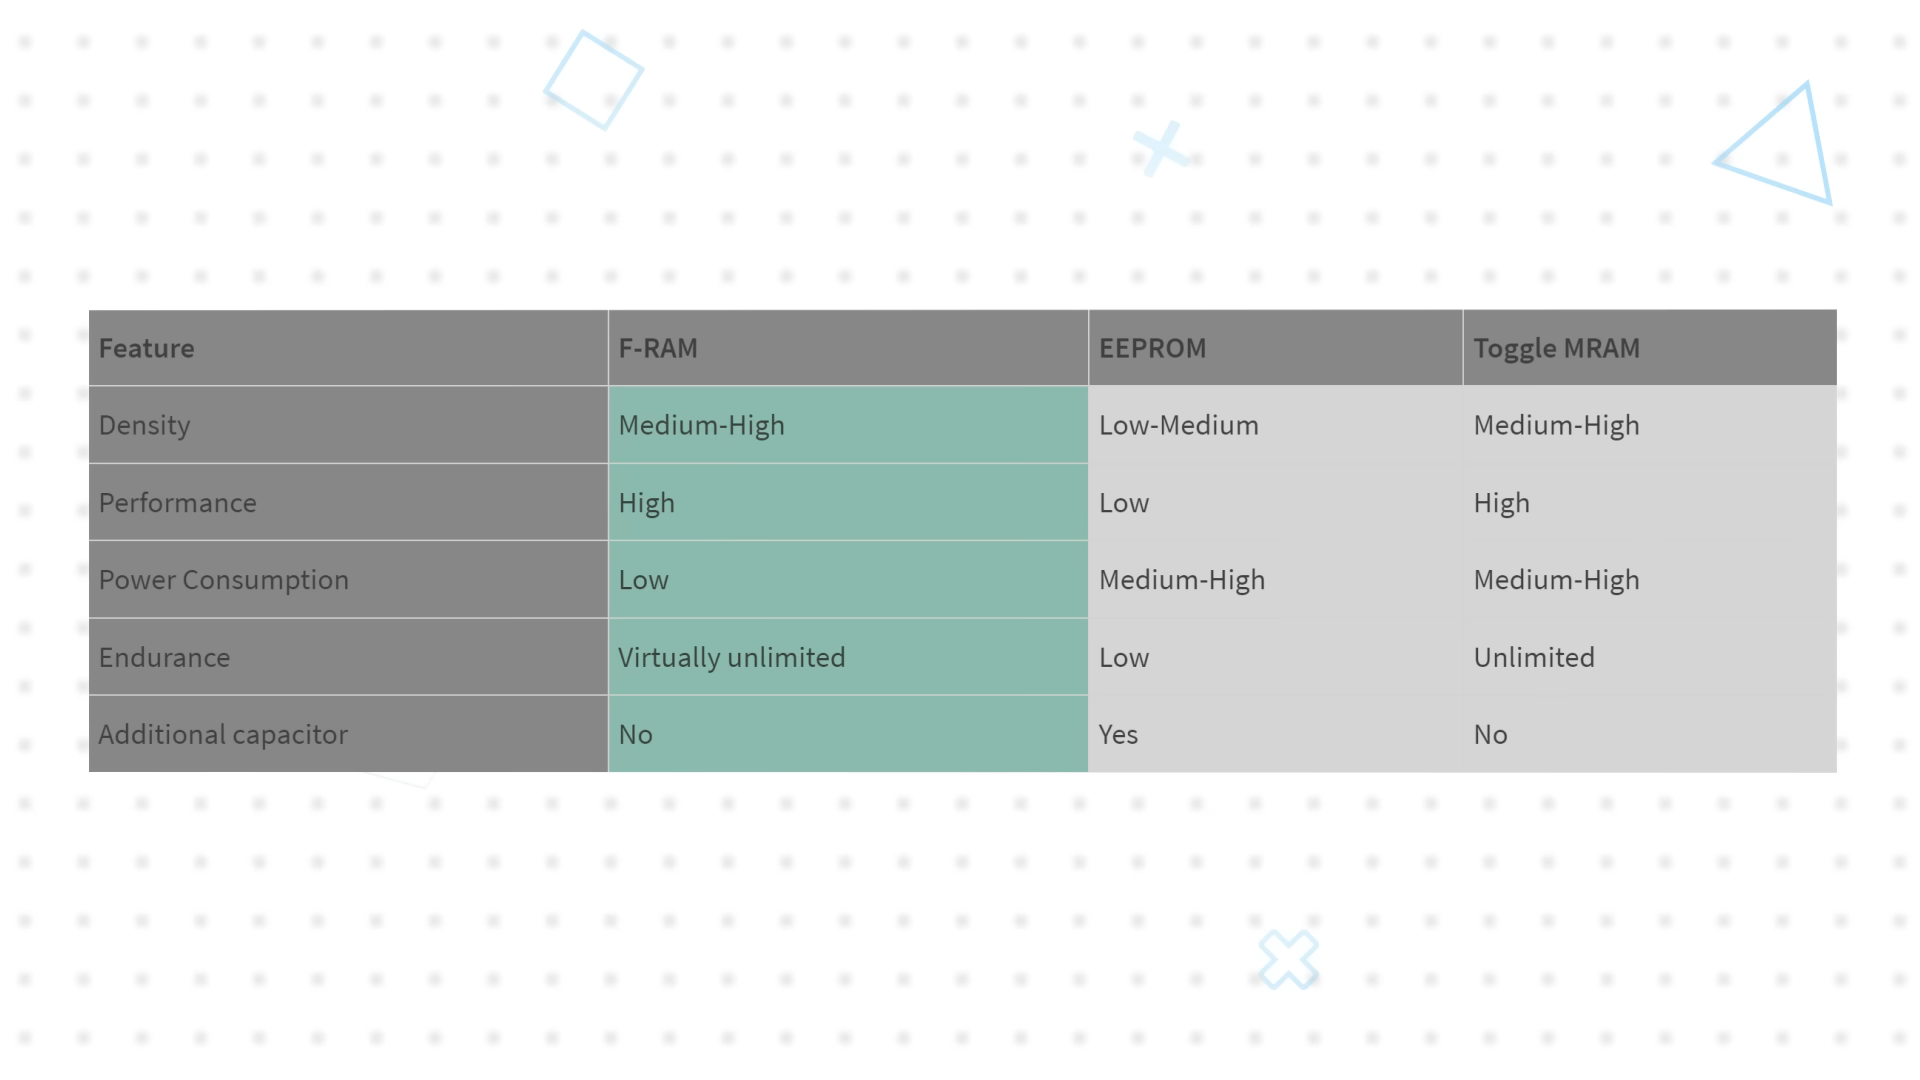 Feature F-RAM EEPROM Toggle MRAM
Density Medium-High Low-Medium Medium-High
Performance High Low High
Power Consumption Low Medium-High Medium-High
Endurance Virtually unlimited Low Unlimited
Additional capacitor No Yes No